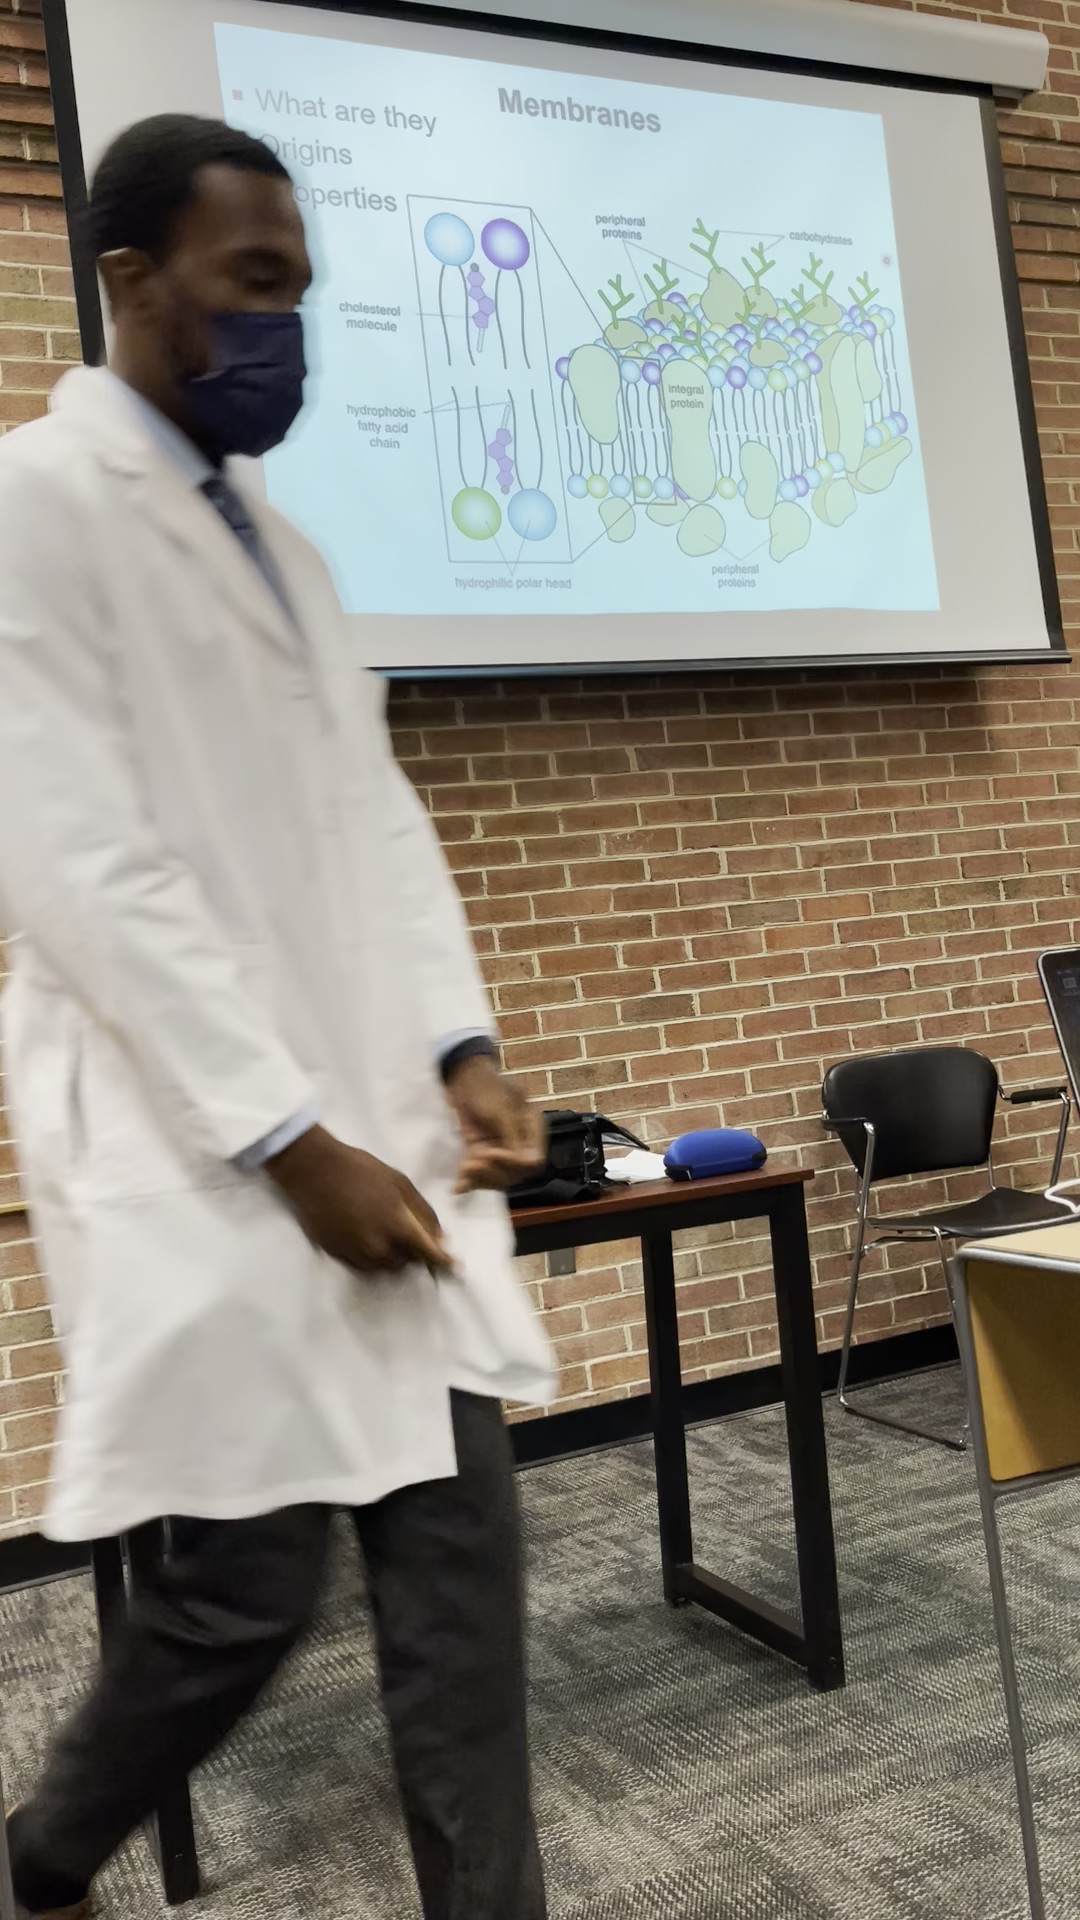 Membranes
What are they
Origins
operties
peripheral
proteins
carbohydrates
cholesterol
molecule
integral
protein
hydrophobic
fatty acid
chain
hydrophilic polar head
peripheral
proteins